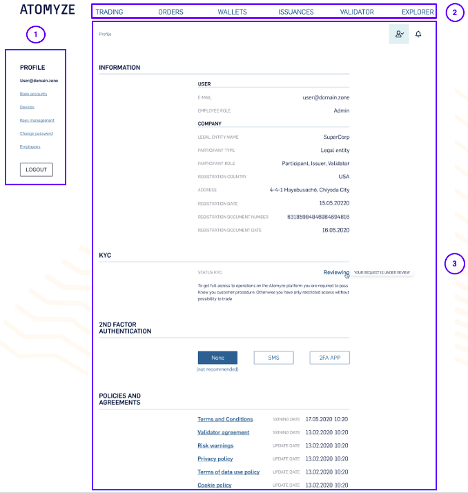 ATOMYZE
TRADING ORDERS WALLETS ISSUANCES VALIDATOR EXPLORER
1
2
Profile
PROFILE
User@domain.zone
Bank accounts
Devices
Keys management
Change password
Employees
LOGOUT
INFORMATION
USER
E-MAIL user@domain.zone
EMPLOYEE ROLE Admin
COMPANY
LEGAL ENTITY NAME SuperCorp
PARTICIPANT TYPE Legal entity
PARTICIPANT ROLE Participant, Issuer, Validator
REGISTRATION COUNTRY USA
ADDRESS 4-4-1 Hayabusachō, Chiyoda City
REGISTRATION DATE 15.05.20220
REGISTRATION DOCUMENT NUMBER
REGISTRATION DOCUMENT DATE 16.05.2020
KYC
3
STATUS KYC Reviewing YOUR REQUEST IS UNDER REVIEW
To get full access to operations on the Atomyze platform you are required to pass
Know you customer procedure. Otherwise you have only restricted access without
possibility to trade
2ND FACTOR
AUTHENTICATION
None SMS 2FA APP
(not recommended)
POLICIES AND
AGREEMENTS
Terms and Conditions SIGNING DATE 17.05.2020 10:20
Validator agreement SIGNING DATE 13.02.2020 10:20
Risk warnings UPDATE DATE 13.02.2020 10:20
Privacy policy UPDATE DATE 13.02.2020 10:20
Terms of data use policy UPDATE DATE 13.02.2020 10:20
Cookie policy UPDATE DATE 13.02.2020 10:20